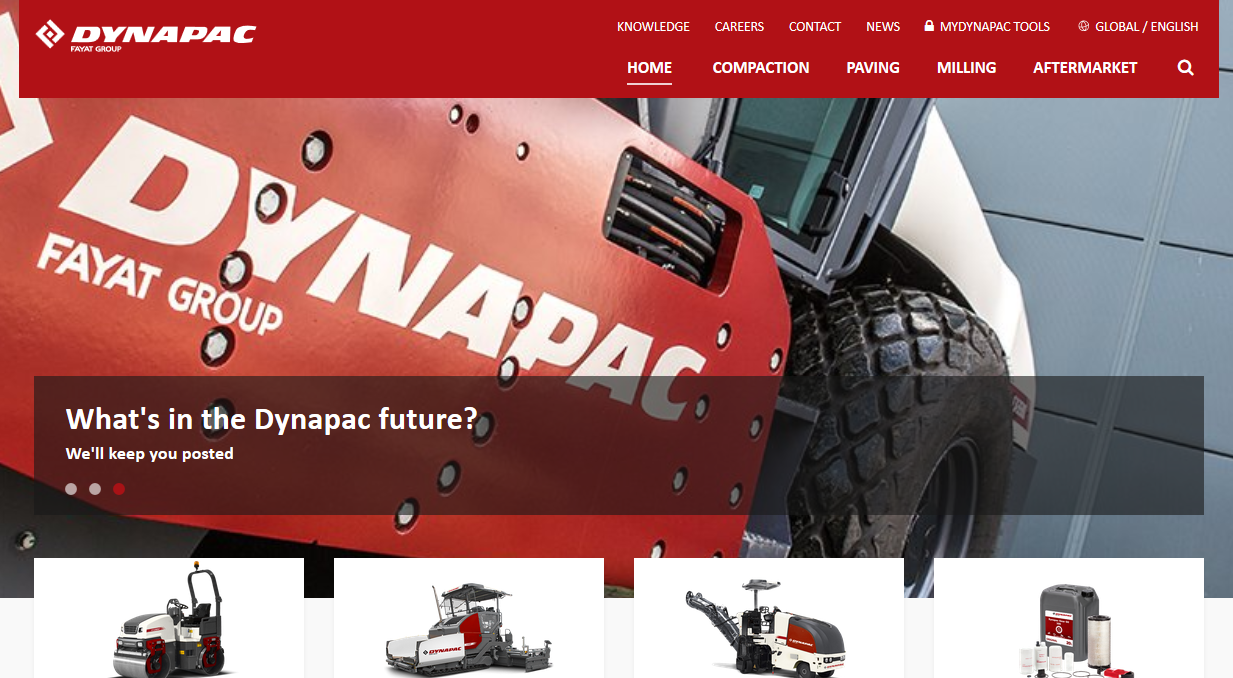 DYNAPAC
FAYAT GROUP
KNOWLEDGE CAREERS CONTACT NEWS MYDYNAPAC TOOLS GLOBAL / ENGLISH
HOME COMPACTION PAVING MILLING AFTERMARKET
DYNAPAC
FAYAT GROUP
What's in the Dynapac future?
We'll keep you posted
DYNAPAC